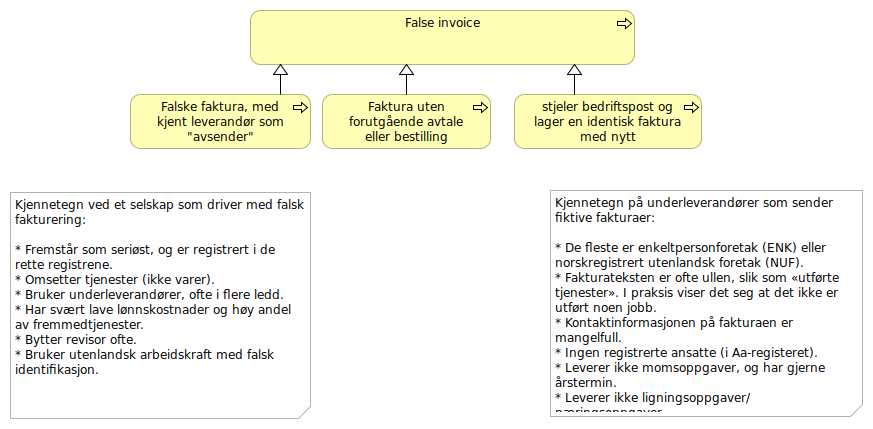 False invoice
Falske faktura, med
kjent leverandør som
"avsender"
Faktura uten
forutgående avtale
eller bestilling
stjeler bedriftspost og
lager en identisk faktura
med nytt
Kjennetegn ved et selskap som driver med falsk
fakturering:
* Fremstår som seriøst, og er registrert i de
rette registrene.
* Omsetter tjenester (ikke varer).
* Bruker underleverandører, ofte i flere ledd.
* Har svært lave lønnskostnader og høy andel
av fremmedtjenester.
* Bytter revisor ofte.
* Bruker utenlandsk arbeidskraft med falsk
identifikasjon.
Kjennetegn på underleverandører som sender
fiktive fakturaer:
* De fleste er enkeltpersonforetak (ENK) eller
norskregistrert utenlandsk foretak (NUF).
* Fakturateksten er ofte ullen, slik som «utførte
tjenester». I praksis viser det seg at det ikke er
utført noen jobb.
* Kontaktinformasjonen på fakturaen er
mangelfull.
* Ingen registrerte ansatte (i Aa-registeret).
* Leverer ikke momsoppgaver, og har gjerne
årstermin.
* Leverer ikke ligningsoppgaver/
næringsoppgaver